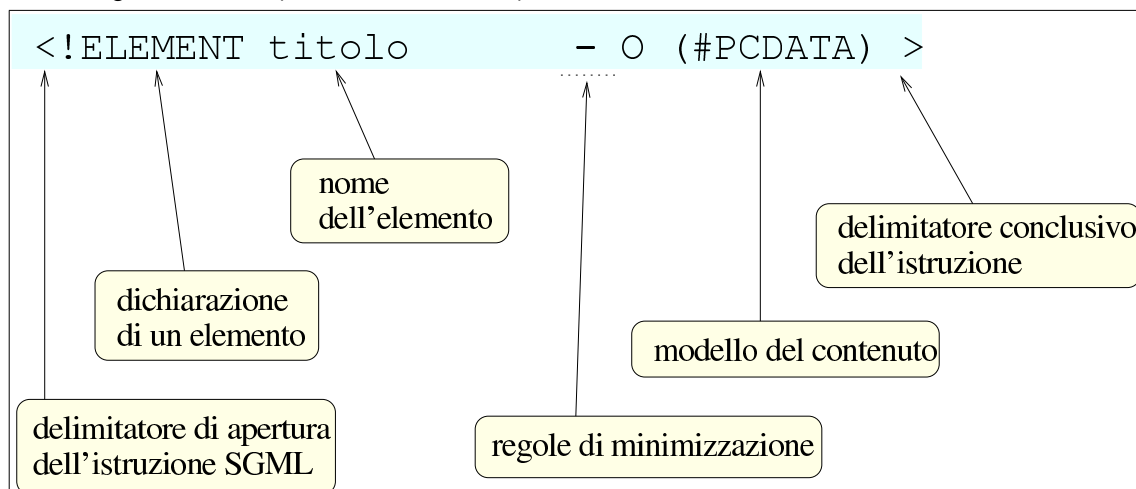 <!ELEMENT titolo - O (#PCDATA) >
nome
dell'elemento
delimitatore conclusivo
dell'istruzione
dichiarazione
di un elemento
modello del contenuto
delimitatore di apertura
dell'istruzione SGML
regole di minimizzazione